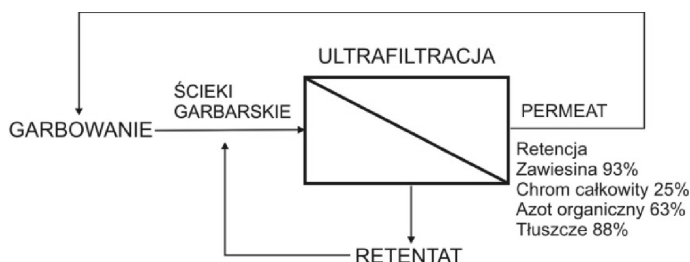 ULTRAFILTRACJA
ŚCIEKI
GARBARSKIE
GARBOWANIE
PERMEAT
Retencja
Zawiesina 93%
Chrom całkowity 25%
Azot organiczny 63%
Tłuszcze 88%
RETENTAT